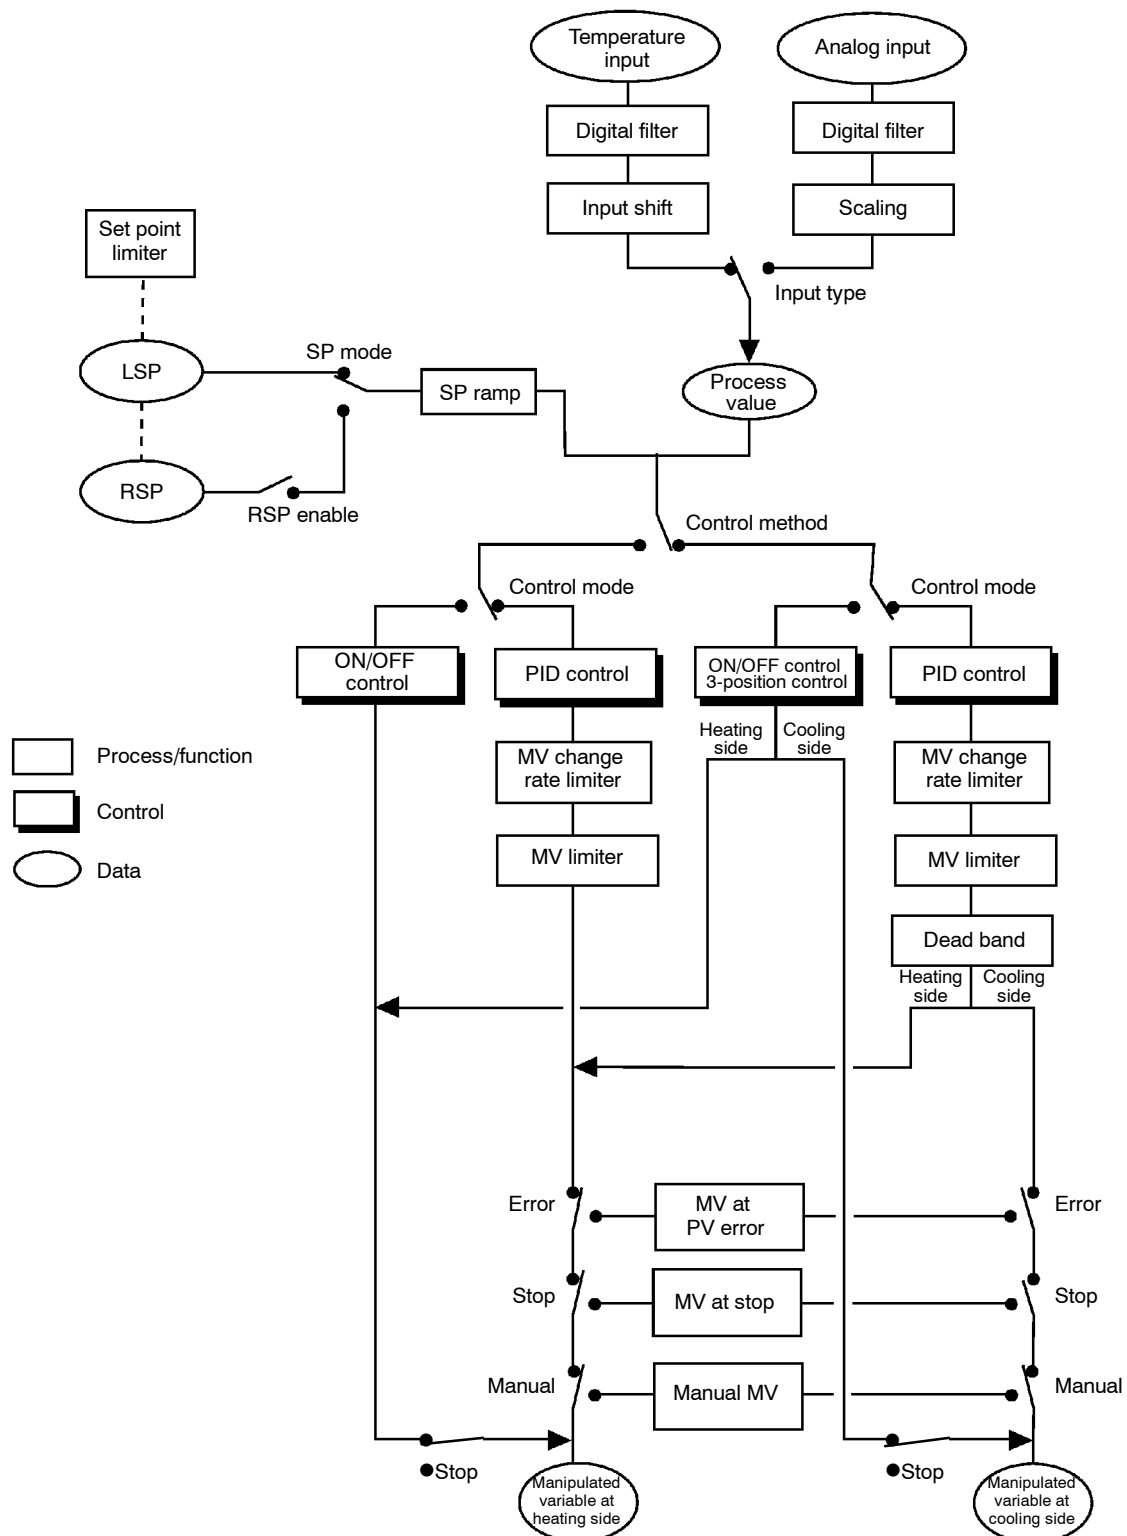 Temperature
input
Analog input
Digital filter
Digital filter
Input shift
Scaling
Set point
limiter
Input type
LSP
SP mode
SP ramp
Process
value
RSP
RSP enable
Control method
Control mode
Control mode
ON/OFF
control
PID control
ON/OFF control
3-position control
PID control
Heating
side
Cooling
side
Process/function
MV change
rate limiter
MV change
rate limiter
Control
MV limiter
MV limiter
Data
Dead band
Heating
side
Cooling
side
Error
MV at
PV error
Error
Stop
MV at stop
Stop
Manual
Manual MV
Manual
Stop
Stop
Manipulated
variable at
heating side
Manipulated
variable at
cooling side